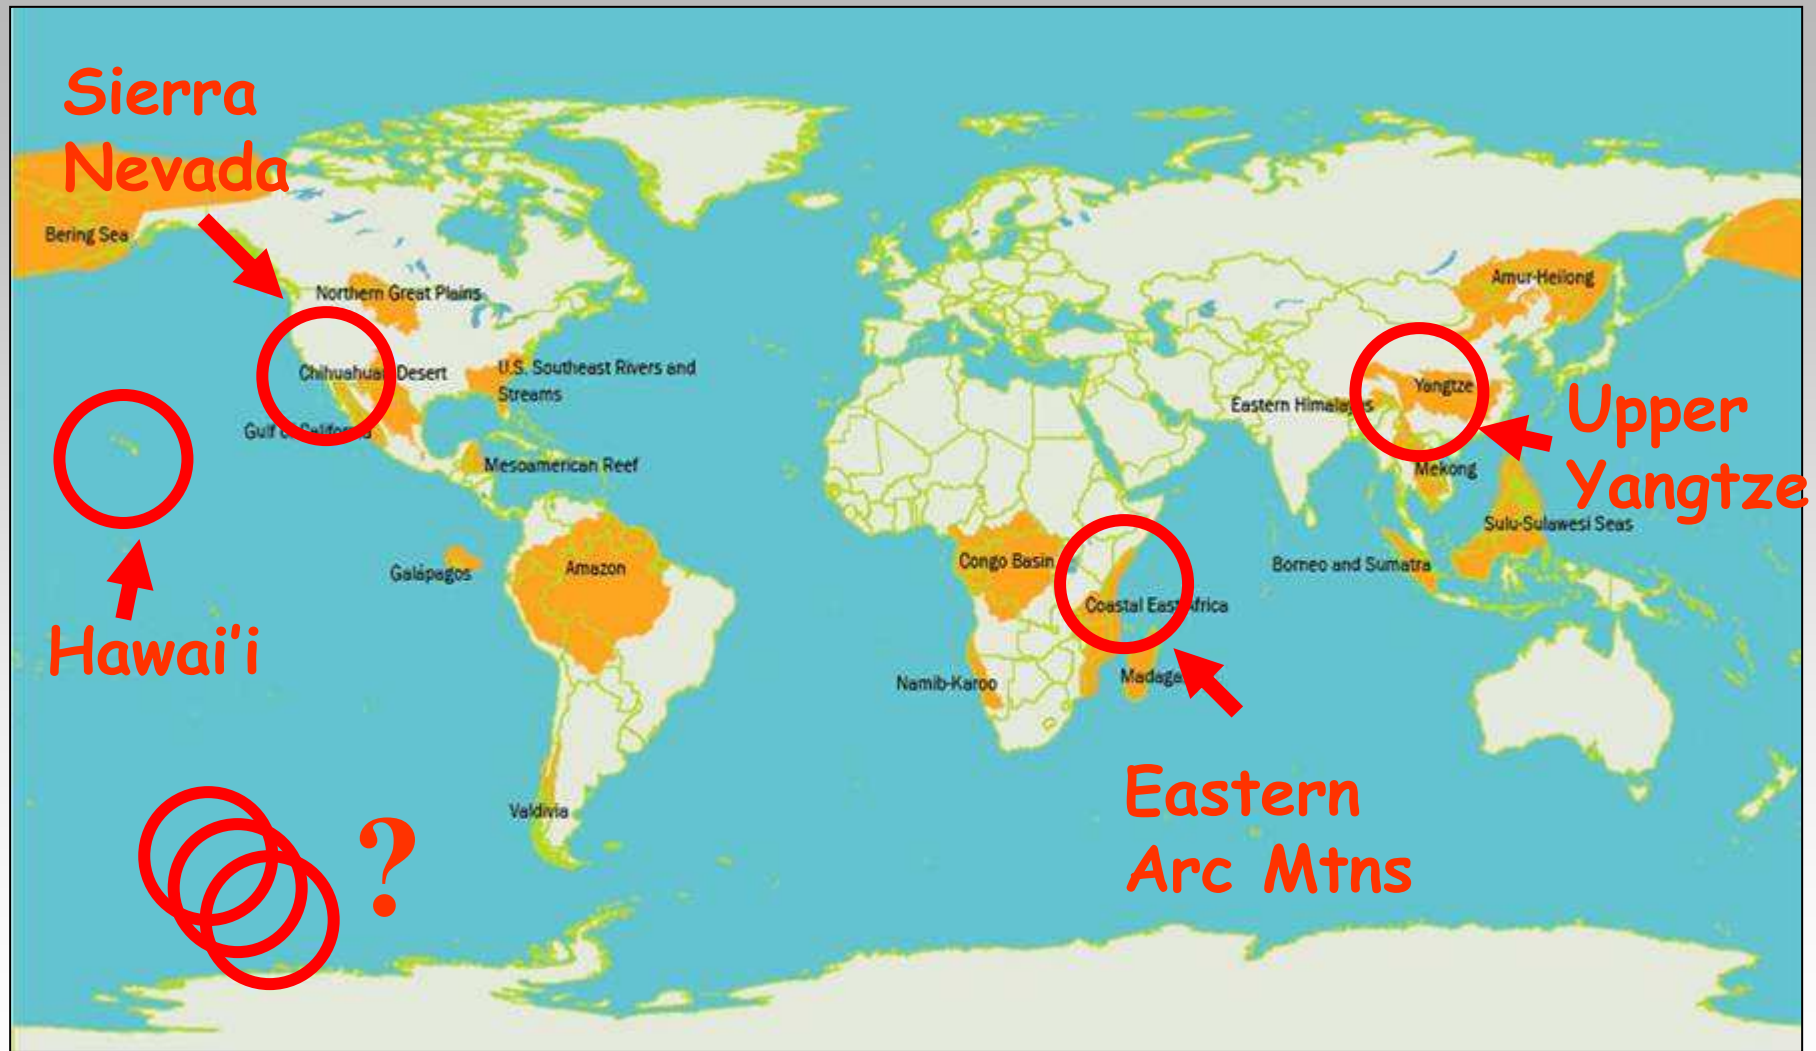 Sierra
Nevada
Bering Sea
Northern Great Plains
Amur-Heilong
Chihuahuan Desert
U.S. Southeast Rivers and
Streams
Yangtze
Eastern Himalayas
Upper
Yangtze
Gulf of California
Mesoamerican Reef
Mekong
Sulu-Sulawesi Seas
Galápagos
Amazon
Congo Basin
Borneo and Sumatra
Coastal East Africa
Hawai'i
Namib-Karoo
Madaga
Eastern
Arc Mtns
Valdivia
?